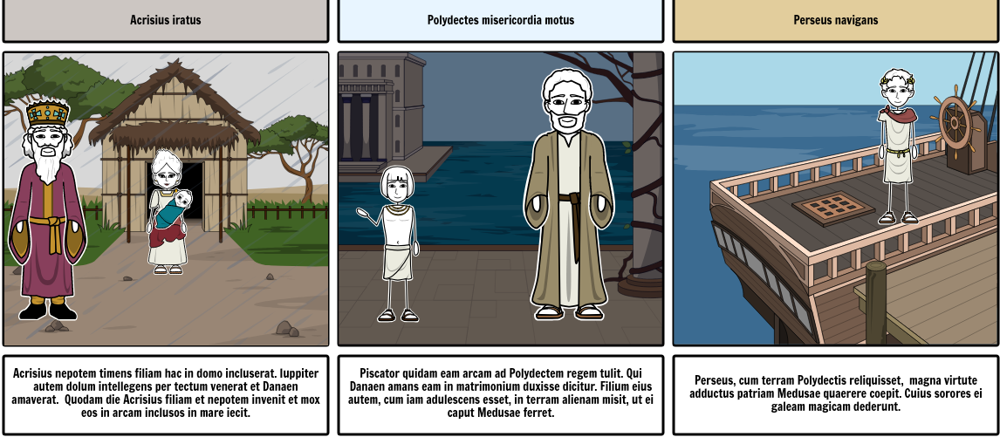 Acrisius iratus
Polydectes misericordia motus
Perseus navigans
Acrisius nepotem timens filiam hac in domo incluserat. Iuppiter
autem dolum intellegens per tectum venerat et Danaen
amaverat. Quodam die Acrisius filiam et nepotem invenit et mox
eos in arcam inclusos in mare iecit.
Piscator quidam eam arcam ad Polydectem regem tulit. Qui
Danaen amans eam in matrimonium duxisse dicitur. Filium eius
autem, cum iam adulescens esset, in terram alienam misit, ut ei
caput Medusae ferret.
Perseus, cum terram Polydectis reliquisset, magna virtute
adductus patriam Medusae quaerere coepit. Cuius sorores ei
galeam magicam dederunt.